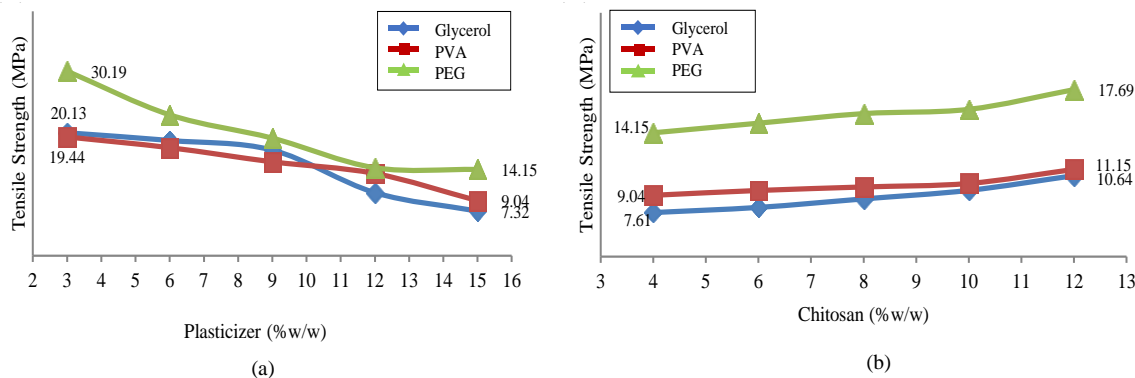 Tensile Strength (MPa)
Glycerol
PVA
PEG
30.19
20.13
19.44
14.15
9.04
7.32
2 3 4 5 6 7 8 9 10 11 12 13 14 15 16
Plasticizer (%w/w)
(a)
Tensile Strength (MPa)
Glycerol
PVA
PEG
17.69
14.15
11.15
10.64
9.04
7.61
3 4 5 6 7 8 9 10 11 12 13
Chitosan (%w/w)
(b)